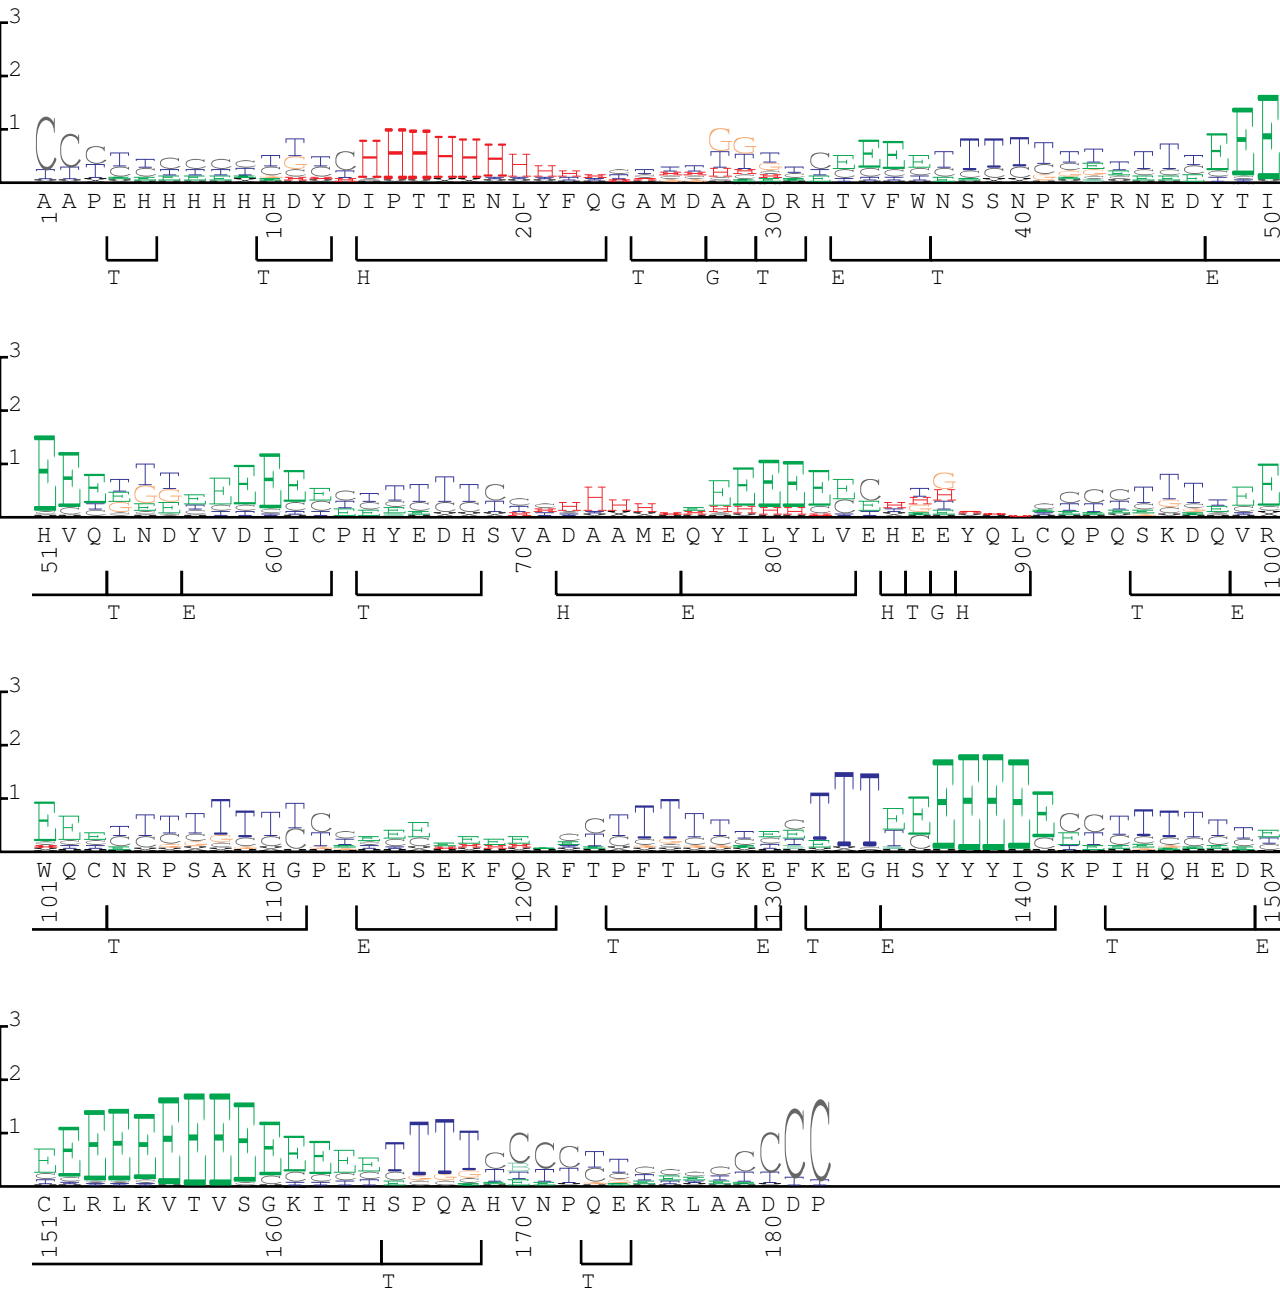 3
2
1
A A P E H H H H H H D Y D I P T T E N L Y F Q G A M D A A D R H T V F W N S S N P K F R N E D Y T I
1 10 20 30 40 50
T T H T G T E T E
3
2
1
H V Q L N D Y V D I I C P H Y E D H S V A D A A M E Q Y I L Y L V E H E E Y Q L C Q P Q S K D Q V R
51 60 70 80 90 100
T E T H E H T G H T E
3
2
1
W Q C N R P S A K H G P E K L S E K F Q R F T P F T L G K E F K E G H S Y Y Y I S K P I H Q H E D R
101 110 120 130 140 150
T E T E T E T E
3
2
1
C L R L K V T V S G K I T H S P Q A H V N P Q E K R L A A D D P
151 160 170 180
T T